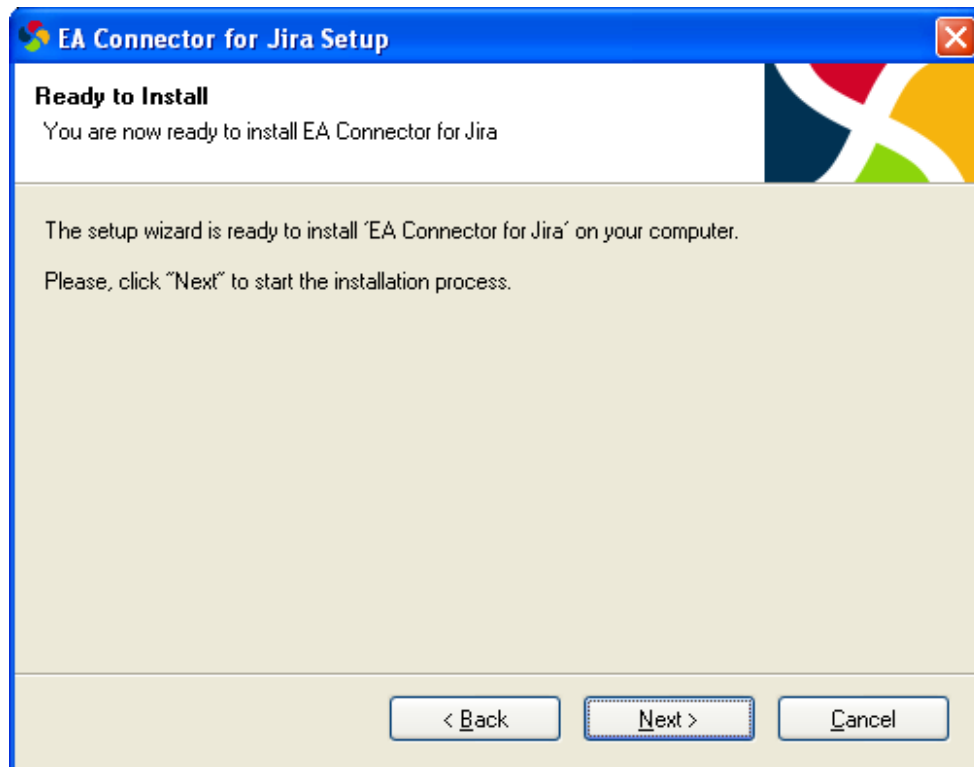 EA Connector for Jira Setup
Ready to Install
You are now ready to install EA Connector for Jira
The setup wizard is ready to install ´EA Connector for Jira´ on your computer.
Please, click ˝Next˝ to start the installation process.
< Back Next > Cancel